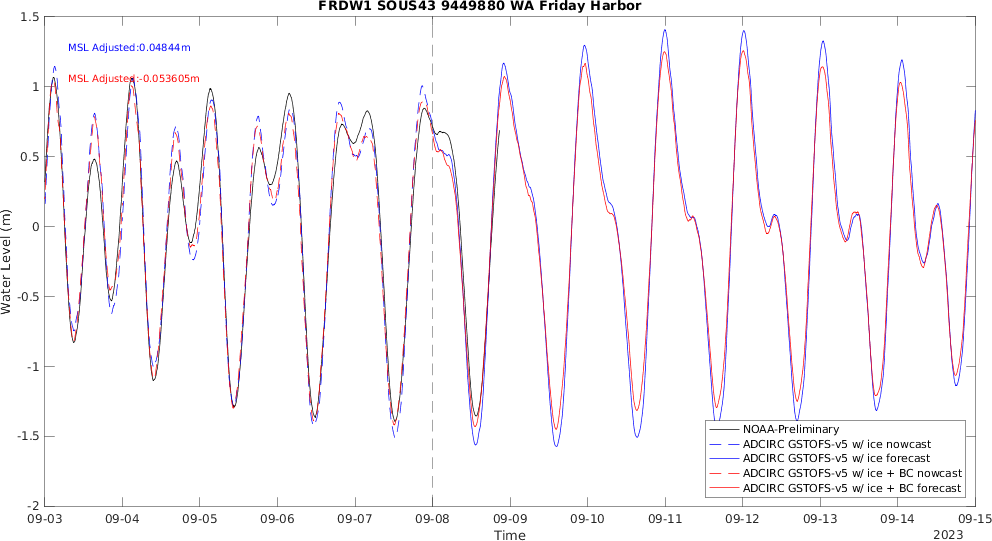 FRDW1 SOUS43 9449880 WA Friday Harbor
1.5
MSL Adjusted:0.04844m
MSL Adjusted:-0.053605m
1
0.5
0
-0.5
-1
-1.5
-2
Water Level (m)
NOAA-Preliminary
ADCIRC GSTOFS-v5 w/ ice nowcast
ADCIRC GSTOFS-v5 w/ ice forecast
ADCIRC GSTOFS-v5 w/ ice + BC nowcast
ADCIRC GSTOFS-v5 w/ ice + BC forecast
09-03 09-04 09-05 09-06 09-07 09-08 09-09 09-10 09-11 09-12 09-13 09-14 09-15
Time
2023